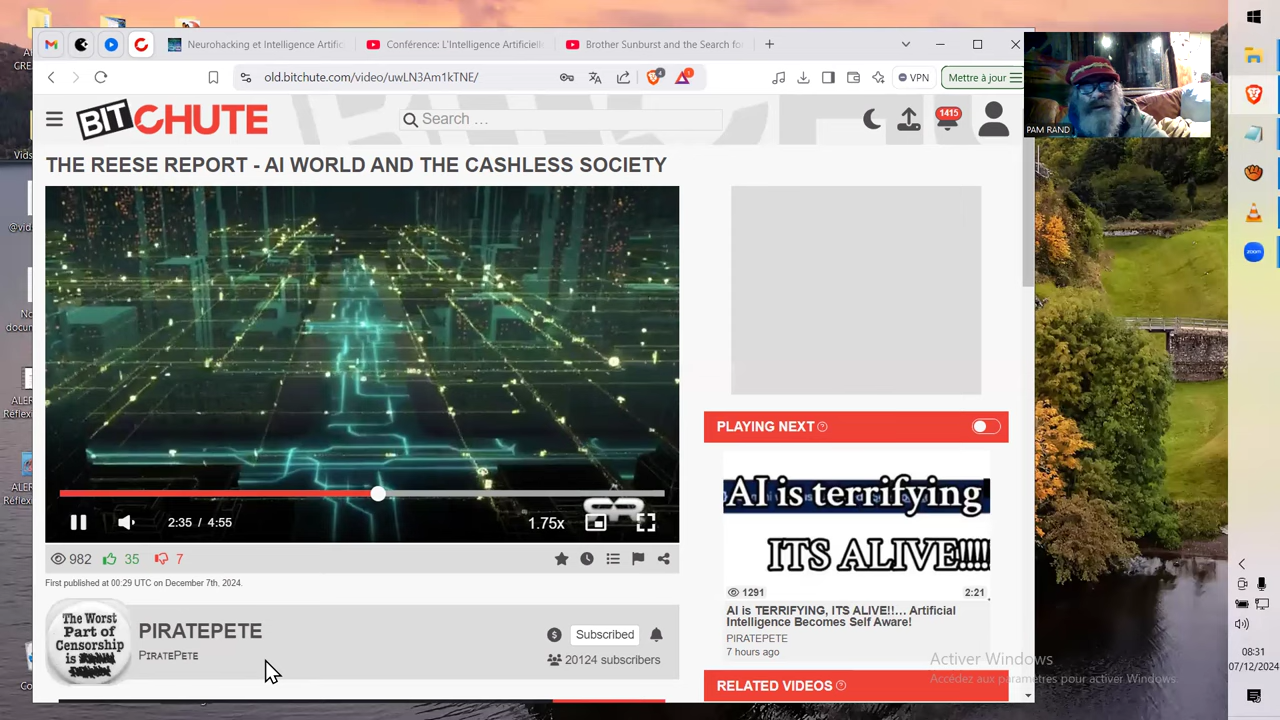 Neurohacking et Intelligence Artifi
Conférence: L'Intelligence Artificiell
Brother Sunburst and the Search fo
old.bitchute.com/video/uwLN3Am1kTNE/
4
1
VPN
Mettre à jour
BITCHUTE
Search ...
1415
PAM RAND
THE REESE REPORT - AI WORLD AND THE CASHLESS SOCIETY
2:35 / 4:55
1.75x
982
35
7
First published at 00:29 UTC on December 7th, 2024.
The Worst
Part of
Censorship
is
PIRATEPETE
PiratePete
Subscribed
20124 subscribers
PLAYING NEXT
AI is terrifying
ITS ALIVE!!!!!
1291
2:21
AI is TERRIFYING, ITS ALIVE!!... Artificial
Intelligence Becomes Self Aware!
PIRATEPETE
7 hours ago
RELATED VIDEOS
Activer Windows
Accédez aux paramètres pour activer Windows.
zoom
08:31
07/12/2024